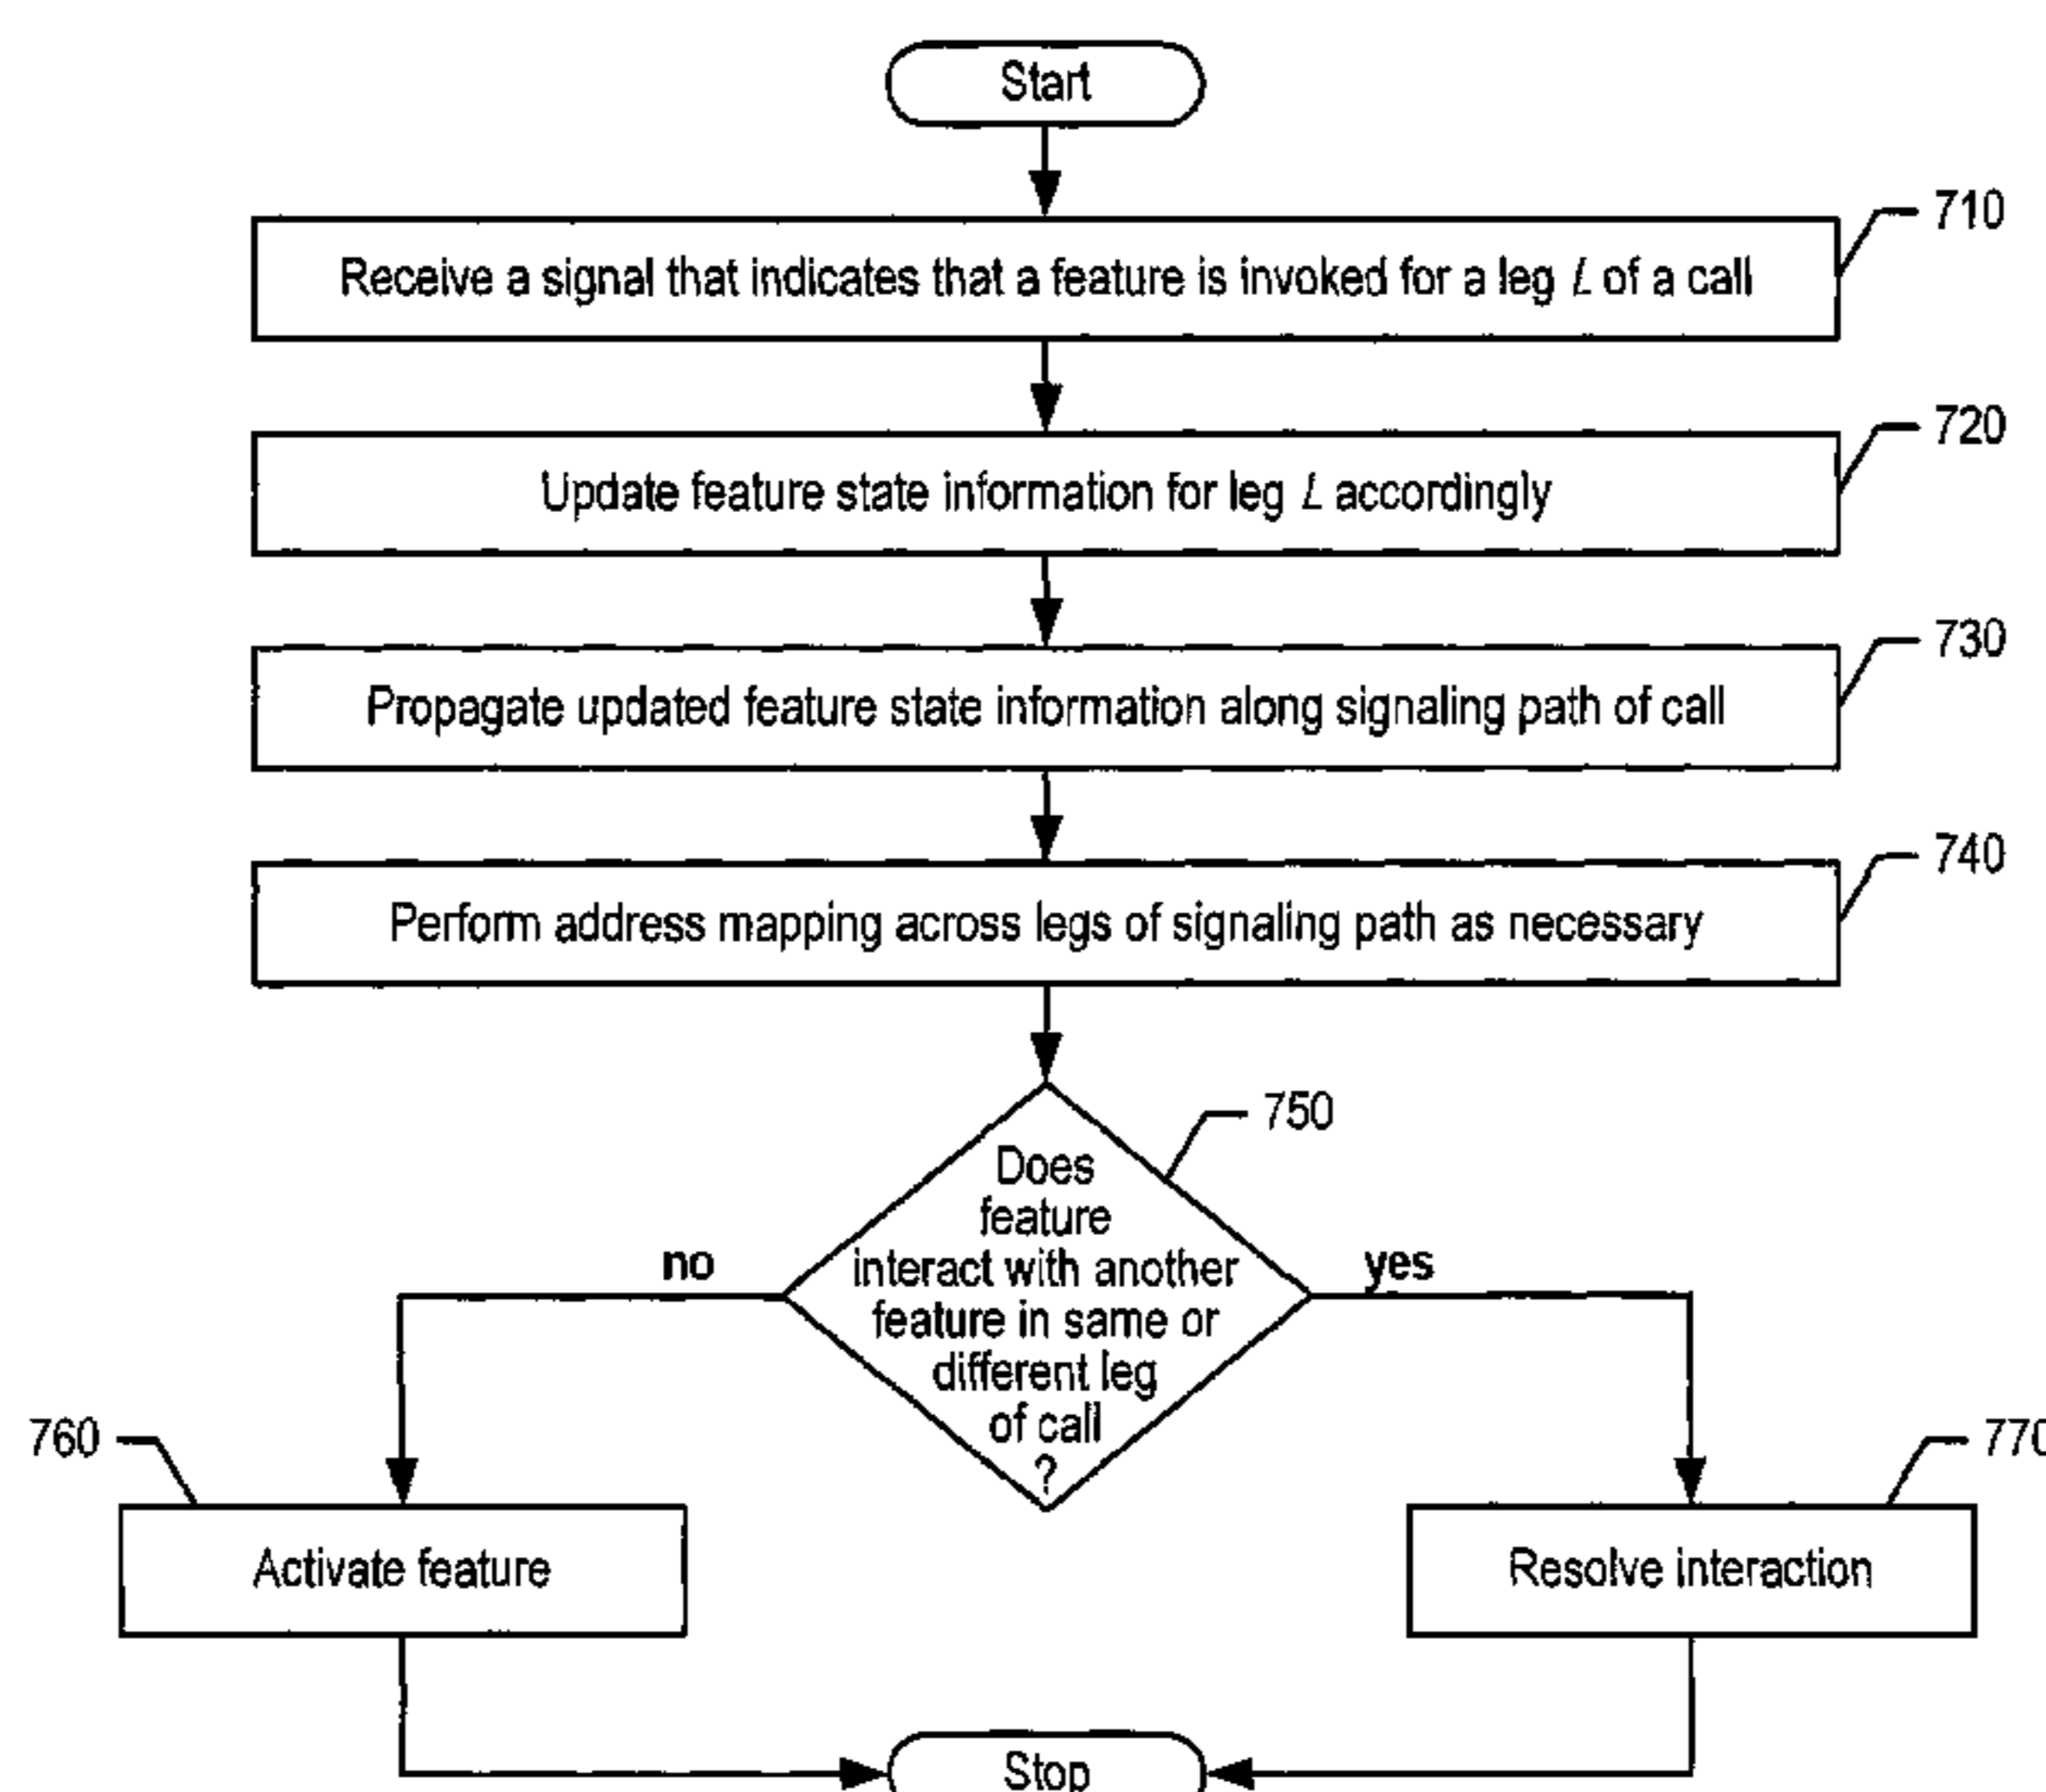 Start
710
Receive a signal that indicates that a feature is invoked for a leg L of a call
720
Update feature state information for leg L accordingly
730
Propagate updated feature state information along signaling path of call
740
Perform address mapping across legs of signaling path as necessary
750
Does
feature
interact with another
feature in same or
different leg
of call
?
no
yes
760
770
Activate feature
Resolve interaction
Stop